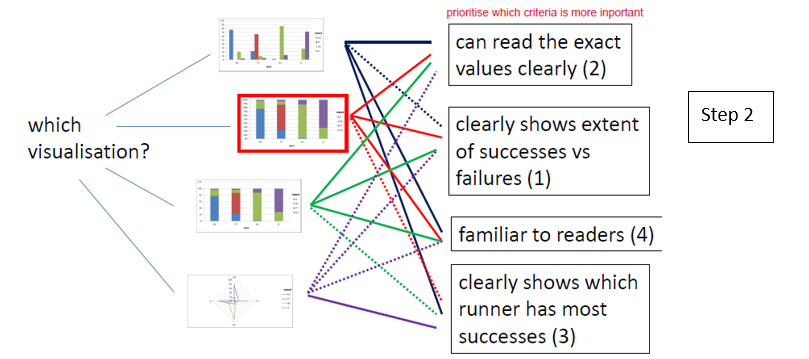 prioritise which criteria is more inportant
can read the exact
values clearly (2)
Step 2
which
visualisation?
clearly shows extent
of successes vs
failures (1)
familiar to readers (4)
clearly shows which
runner has most
successes (3)